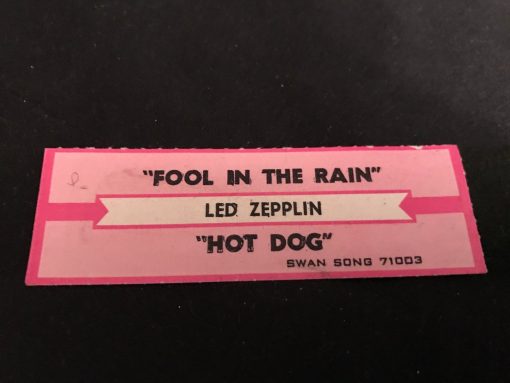 "FOOL IN THE RAIN"
LED ZEPPLIN
"HOT DOG"
SWAN SONG 71003